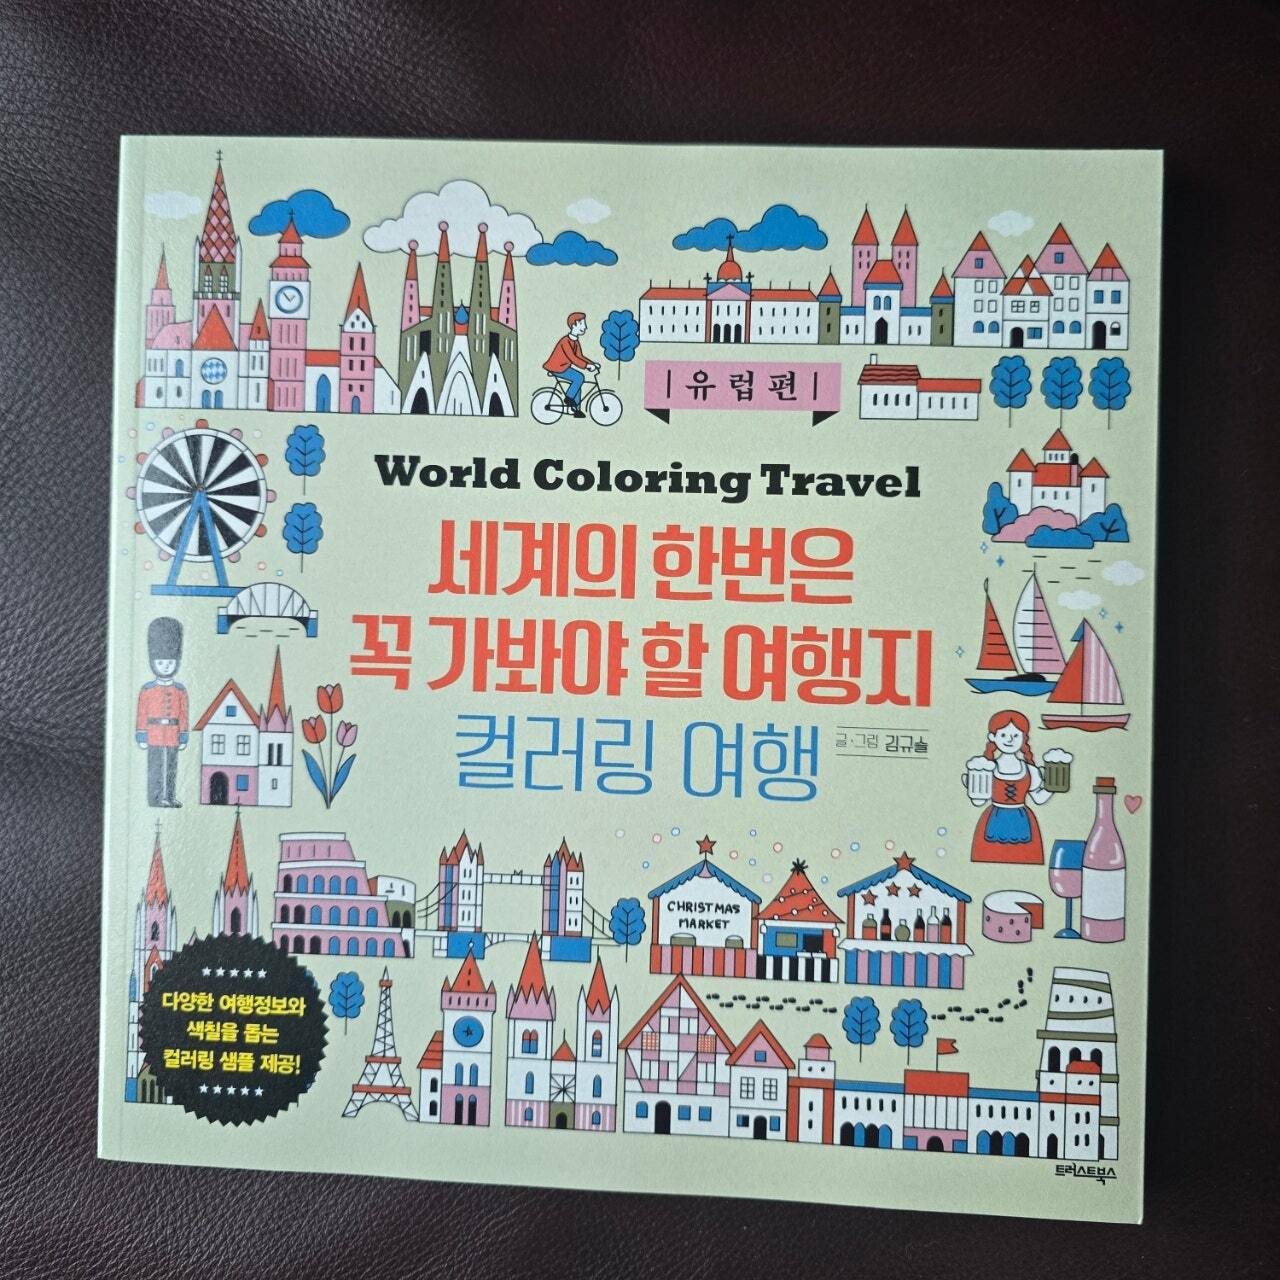 유럽편
World Coloring Travel
세계의 한번은
꼭 가봐야 할 여행지
컬러링 여행
글·그림 김규슬
CHRISTMAS
MARKET
다양한 여행정보와
색칠을 돕는
컬러링 샘플 제공!
트러스트북스